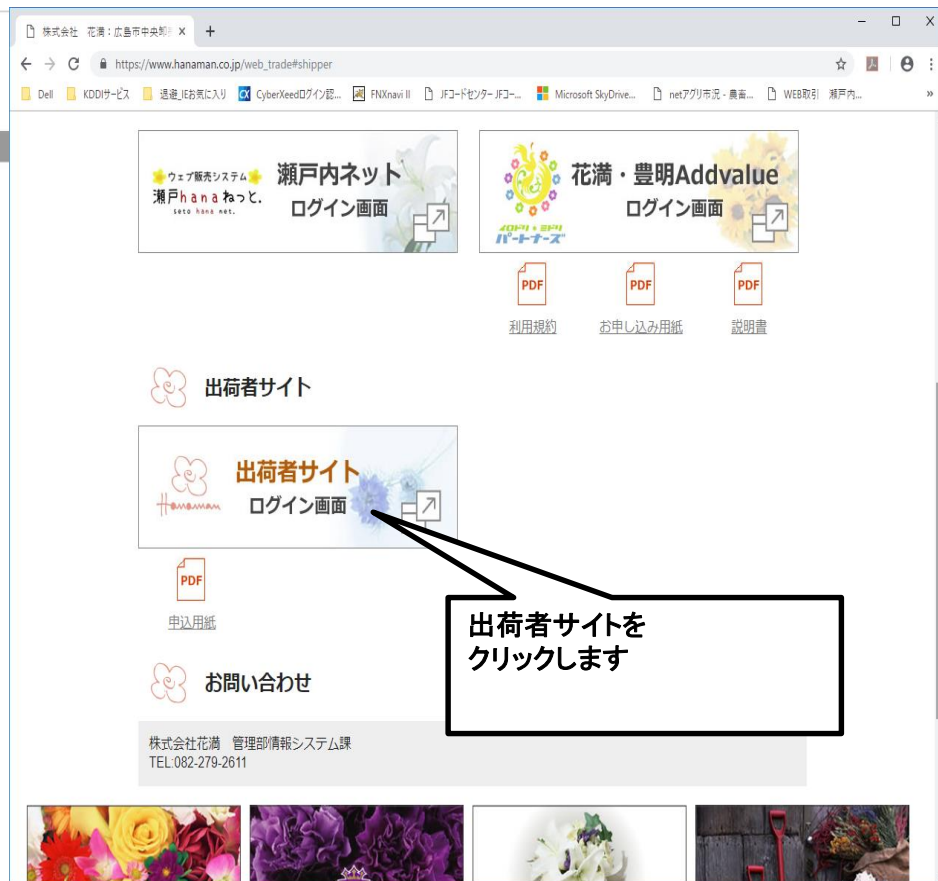 株式会社 花満：広島市中央卸
https://www.hanaman.co.jp/web_trade#shipper
Dell
KDDIｻｰﾋﾞｽ
退避_IEお気に入り
CyberXeedログイン認...
FNXnavi II
JFｺｰﾄﾞｾﾝﾀｰ JFｺｰ...
Microsoft SkyDrive...
netアグリ市況 - 農畜...
WEB取引 瀬戸内...
»
ウェブ販売システム
瀬戸hanaねっと.
seto hana net.
瀬戸内ネット
ログイン画面
イロドリ+ミドリ
パートナーズ
花満・豊明Addvalue
ログイン画面
PDF
PDF
PDF
利用規約
お申し込み用紙
説明書
出荷者サイト
Hanaman
出荷者サイト
ログイン画面
PDF
申込用紙
出荷者サイトを
クリックします
お問い合わせ
株式会社花満 管理部情報システム課
TEL:082-279-2611